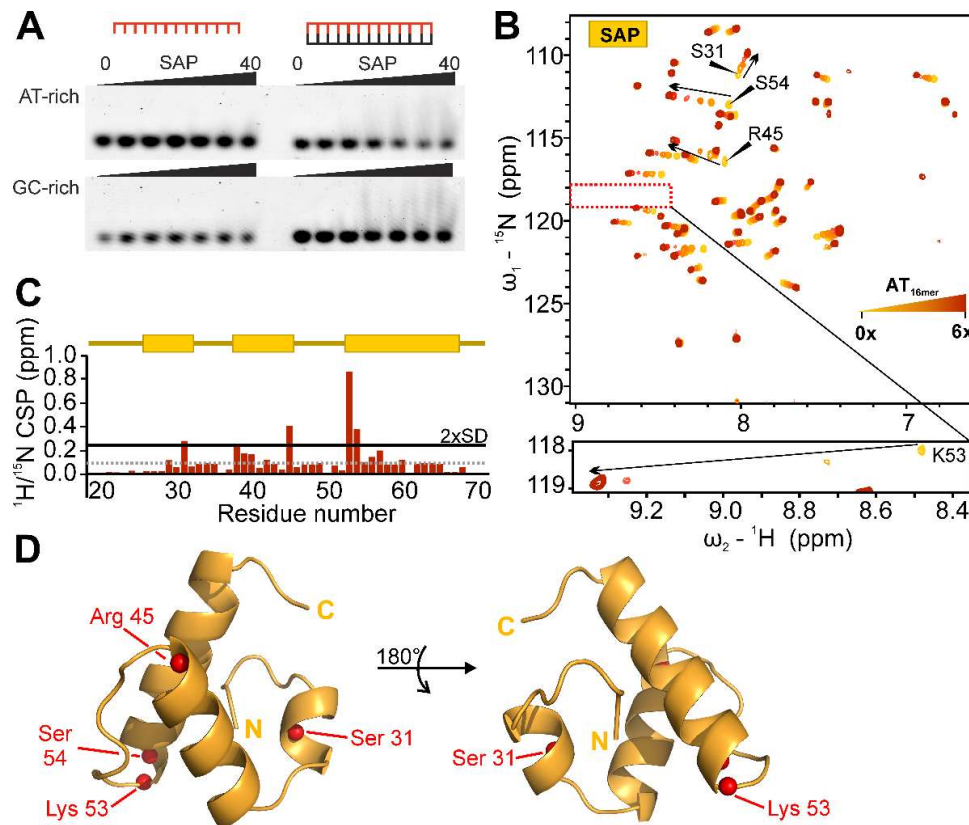 A
0 SAP 40 0 SAP 40
AT-rich
GC-rich
B
SAP
S31
S54
R45
110
115
120
125
130
ω₁ - ¹⁵N (ppm)
AT₁₆mer
0x 6x
9 8 7
118
119
K53
9.2 9.0 8.8 8.6 8.4
ω₂ - ¹H (ppm)
C
¹H/¹⁵N CSP (ppm)
1.0
0.8
0.6
0.4
0.2
0.0
2xSD
20 30 40 50 60 70
Residue number
D
Arg 45
C
N
Ser 31
Ser
54
Lys 53
180°
C
N
Ser 31
Lys 53